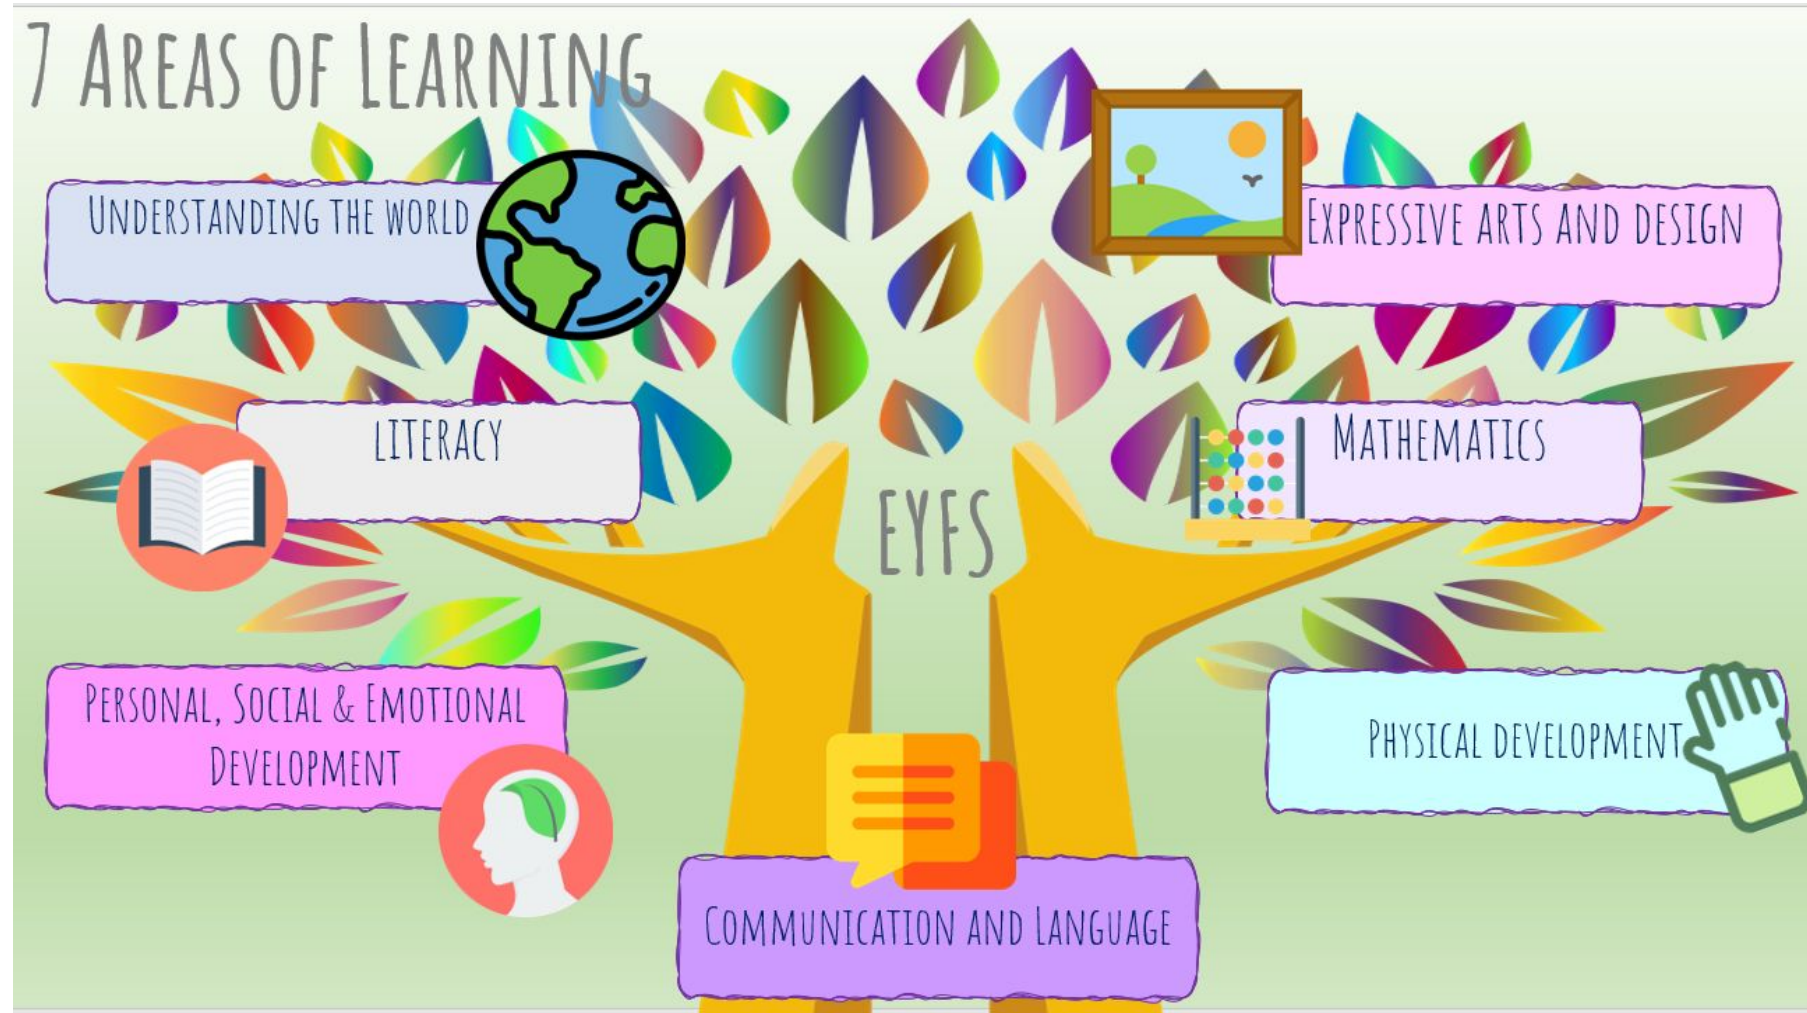 7 Areas of Learning
Understanding the world
Expressive arts and design
Literacy
Mathematics
EYFS
Personal, Social & Emotional
Development
Physical development
Communication and Language